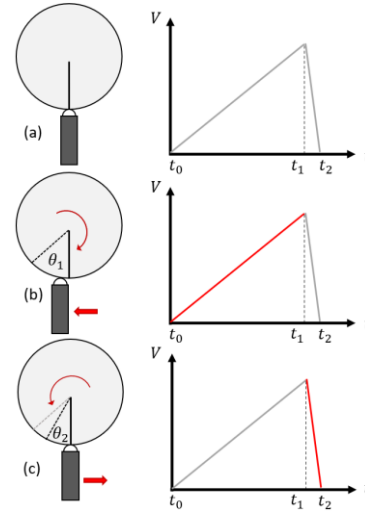 V
(a)
t₀
t₁
t₂
V
θ₁
(b)
t₀
t₁
t₂
V
θ₂
(c)
t₀
t₁
t₂